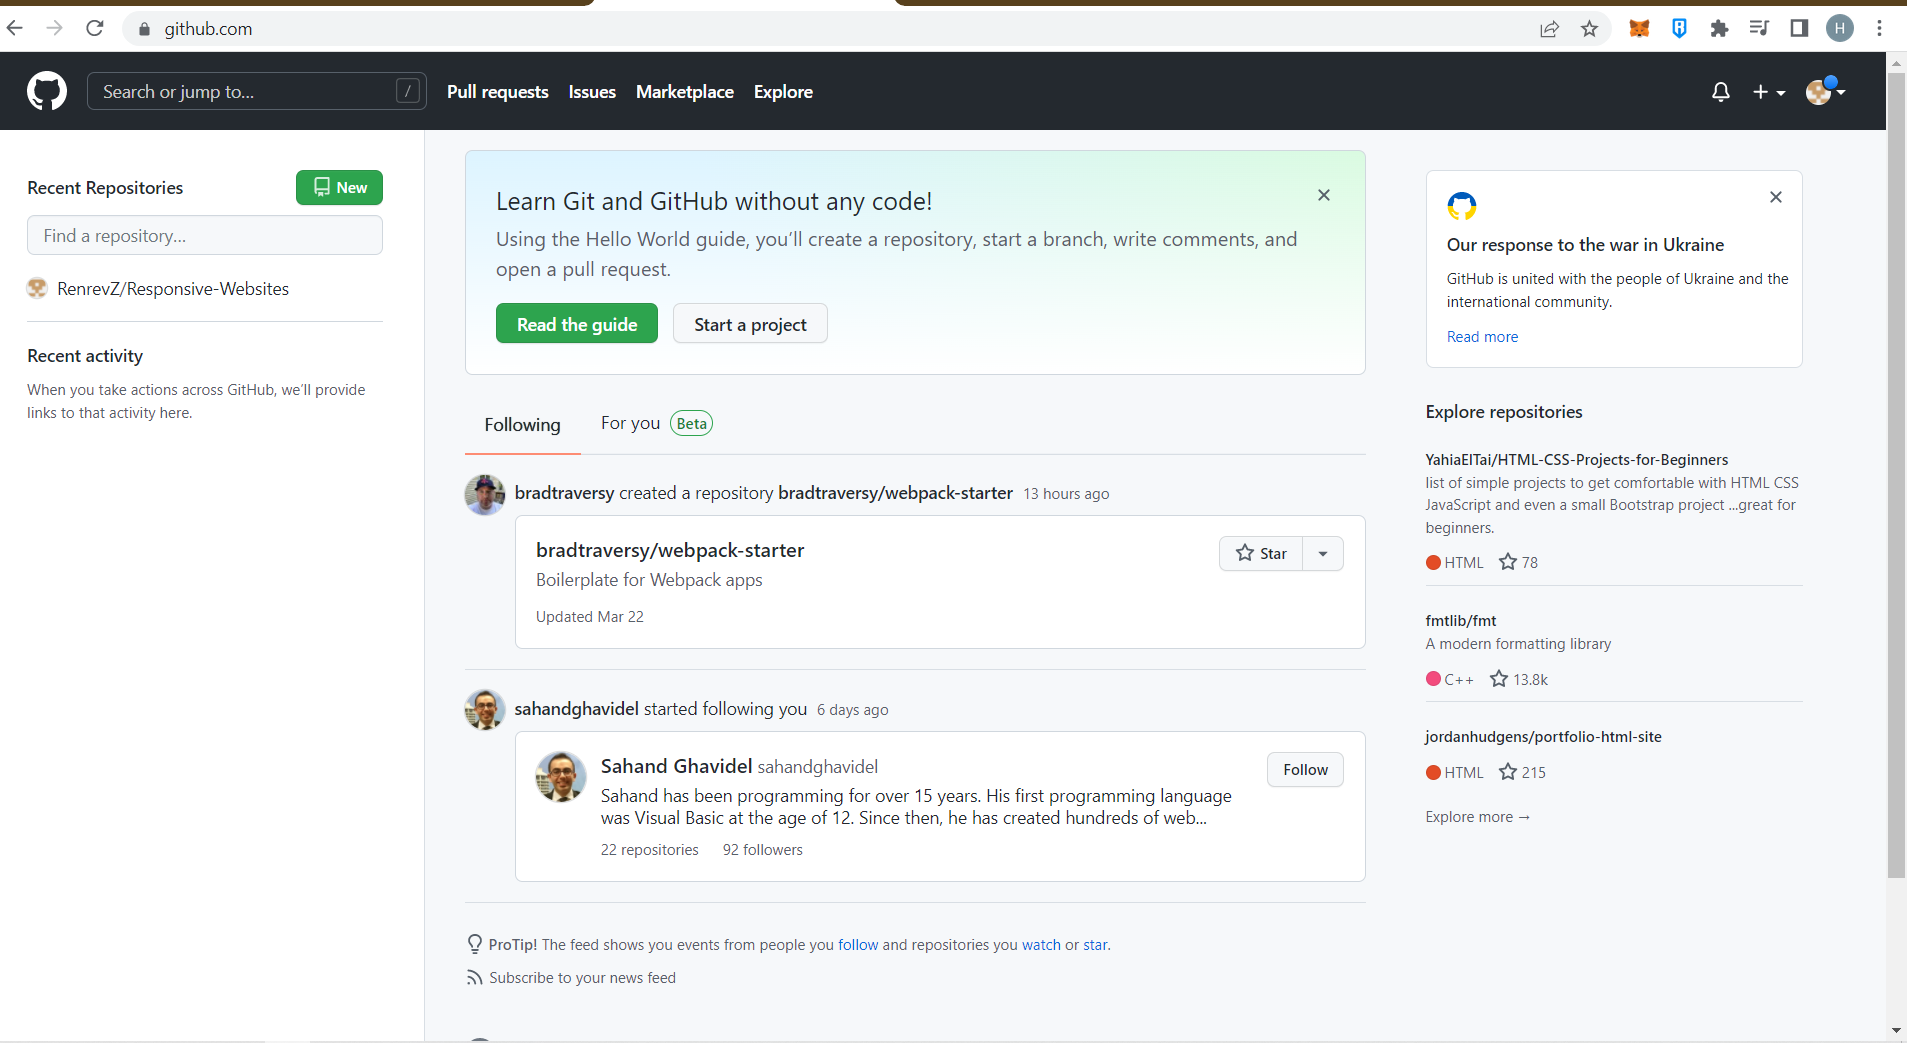 github.com
H
Search or jump to...
/
Pull requests
Issues
Marketplace
Explore
Recent Repositories
New
Find a repository...
RenrevZ/Responsive-Websites
Recent activity
When you take actions across GitHub, we'll provide
links to that activity here.
Learn Git and GitHub without any code!
Using the Hello World guide, you'll create a repository, start a branch, write comments, and
open a pull request.
Read the guide
Start a project
Following
For you
Beta
bradtraversy created a repository bradtraversy/webpack-starter 13 hours ago
bradtraversy/webpack-starter
Star
Boilerplate for Webpack apps
Updated Mar 22
sahandghavidel started following you 6 days ago
Sahand Ghavidel sahandghavidel
Follow
Sahand has been programming for over 15 years. His first programming language
was Visual Basic at the age of 12. Since then, he has created hundreds of web...
22 repositories 92 followers
ProTip! The feed shows you events from people you follow and repositories you watch or star.
Subscribe to your news feed
Our response to the war in Ukraine
GitHub is united with the people of Ukraine and the
international community.
Read more
Explore repositories
YahiaElTai/HTML-CSS-Projects-for-Beginners
list of simple projects to get comfortable with HTML CSS
JavaScript and even a small Bootstrap project ...great for
beginners.
HTML 78
fmtlib/fmt
A modern formatting library
C++ 13.8k
jordanhudgens/portfolio-html-site
HTML 215
Explore more →